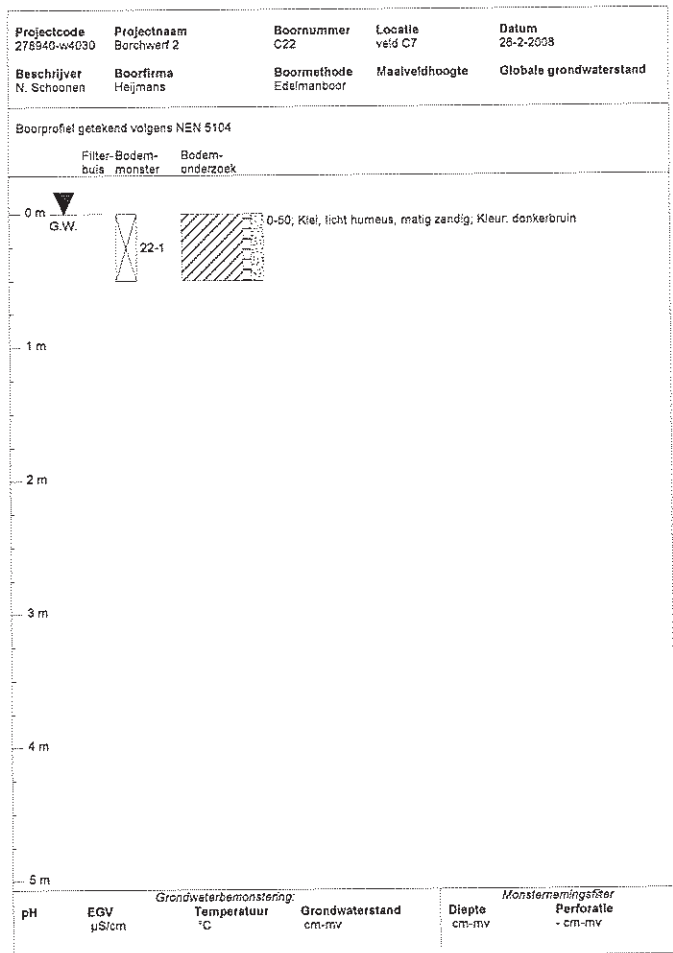 Projectcode Projectnaam Boornummer Locatie Datum
276940-w4030 Borchwerf 2 C22 veld C7 26-2-2008
Beschrijver Boorfirma Boormethode Maaiveldhoogte Globale grondwaterstand
N. Schoonen Heijmans Edelmanboor
Boorprofiel getekend volgens NEN 5104
Filter- Bodem- Bodem-
buis monster onderzoek
0 m
G.W.
22-1
0-50; Klei, licht humeus, matig zandig; Kleur: donkerbruin
1 m
2 m
3 m
4 m
5 m
Grondwaterbemonstering: Monsternemingsfilter
pH EGV Temperatuur Grondwaterstand Diepte Perforatie
µS/cm °C cm-mv cm-mv - cm-mv